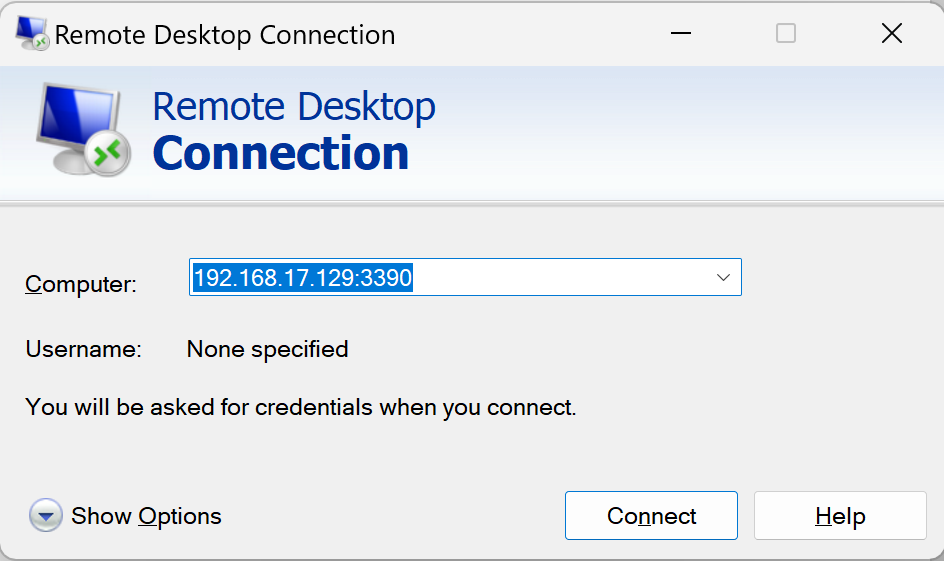 Remote Desktop Connection
Remote Desktop
Connection
Computer: 192.168.17.129:3390
Username: None specified
You will be asked for credentials when you connect.
Show Options Connect Help